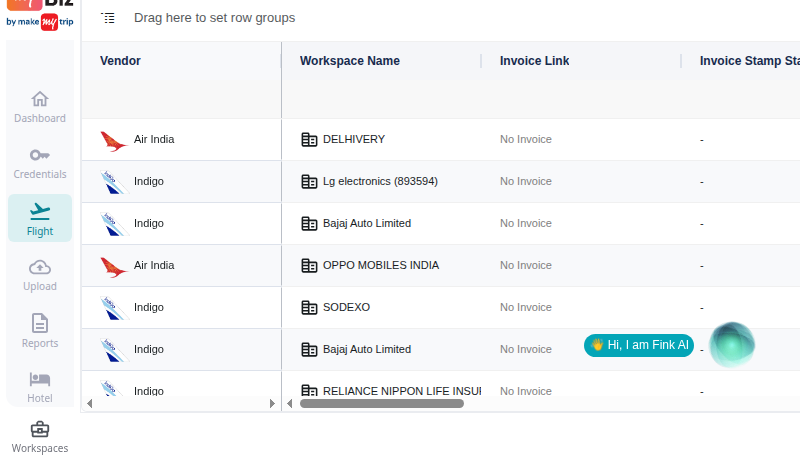 my Biz
by make my trip
Dashboard
Credentials
Flight
Upload
Reports
Hotel
Workspaces
Drag here to set row groups
Vendor Workspace Name Invoice Link Invoice Stamp Sta
Air India DELHIVERY No Invoice -
Indigo Lg electronics (893594) No Invoice -
Indigo Bajaj Auto Limited No Invoice -
Air India OPPO MOBILES INDIA No Invoice -
Indigo SODEXO No Invoice -
Indigo Bajaj Auto Limited No Invoice -
Indigo RELIANCE NIPPON LIFE INSU No Invoice -
👋 Hi, I am Fink AI